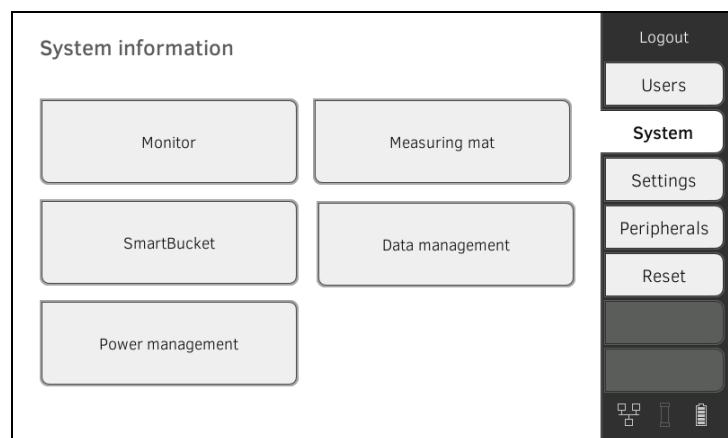 System information
Monitor
Measuring mat
SmartBucket
Data management
Power management
Logout
Users
System
Settings
Peripherals
Reset